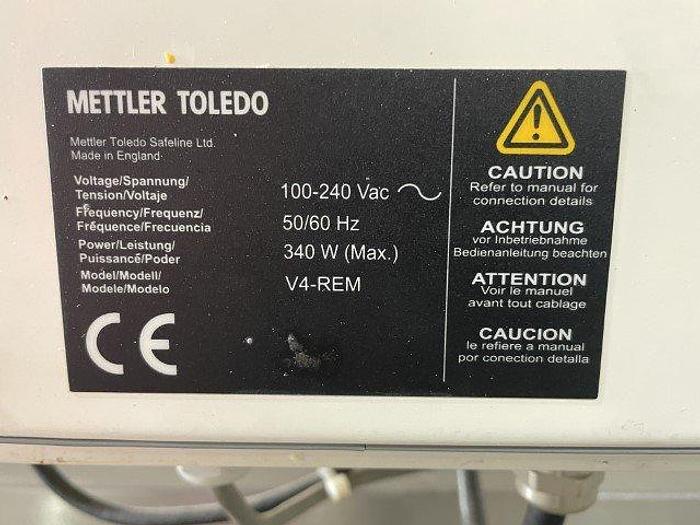 METTLER TOLEDO
Mettler Toledo Safeline Ltd.
Made in England.
Voltage/Spannung/
Tension/Voltaje
100-240 Vac
Frequency/Frequenz/
Fréquence/Frecuencia
50/60 Hz
Power/Leistung/
Puissancé/Poder
340 W (Max.)
Model/Modell/
Modele/Modelo
V4-REM
CE
CAUTION
Refer to manual for
connection details
ACHTUNG
vor Inbetriebnahme
Bedienanleitung beachten
ATTENTION
Voir le manuel
avant tout cablage
CAUCION
le refiere a manual
por conection detalla